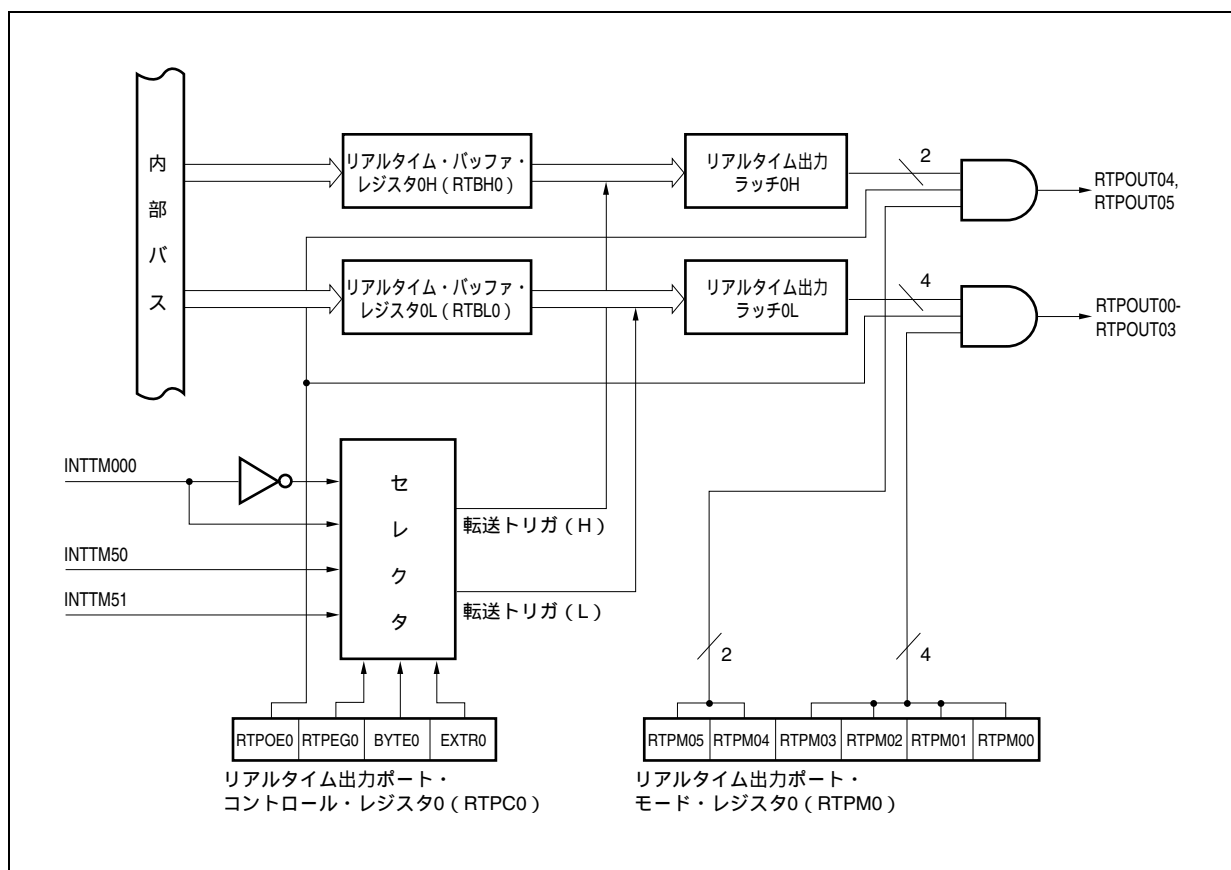 内部バス
リアルタイム・バッファ・
レジスタ0H（RTBH0）
リアルタイム出力
ラッチ0H
2
RTPOUT04,
RTPOUT05
リアルタイム・バッファ・
レジスタ0L（RTBL0）
リアルタイム出力
ラッチ0L
4
RTPOUT00-
RTPOUT03
INTTM000
INTTM50
INTTM51
セレクタ
転送トリガ（H）
転送トリガ（L）
2
4
RTPOE0 RTPEG0 BYTE0 EXTR0
リアルタイム出力ポート・
コントロール・レジスタ0（RTPC0）
RTPM05 RTPM04 RTPM03 RTPM02 RTPM01 RTPM00
リアルタイム出力ポート・
モード・レジスタ0（RTPM0）